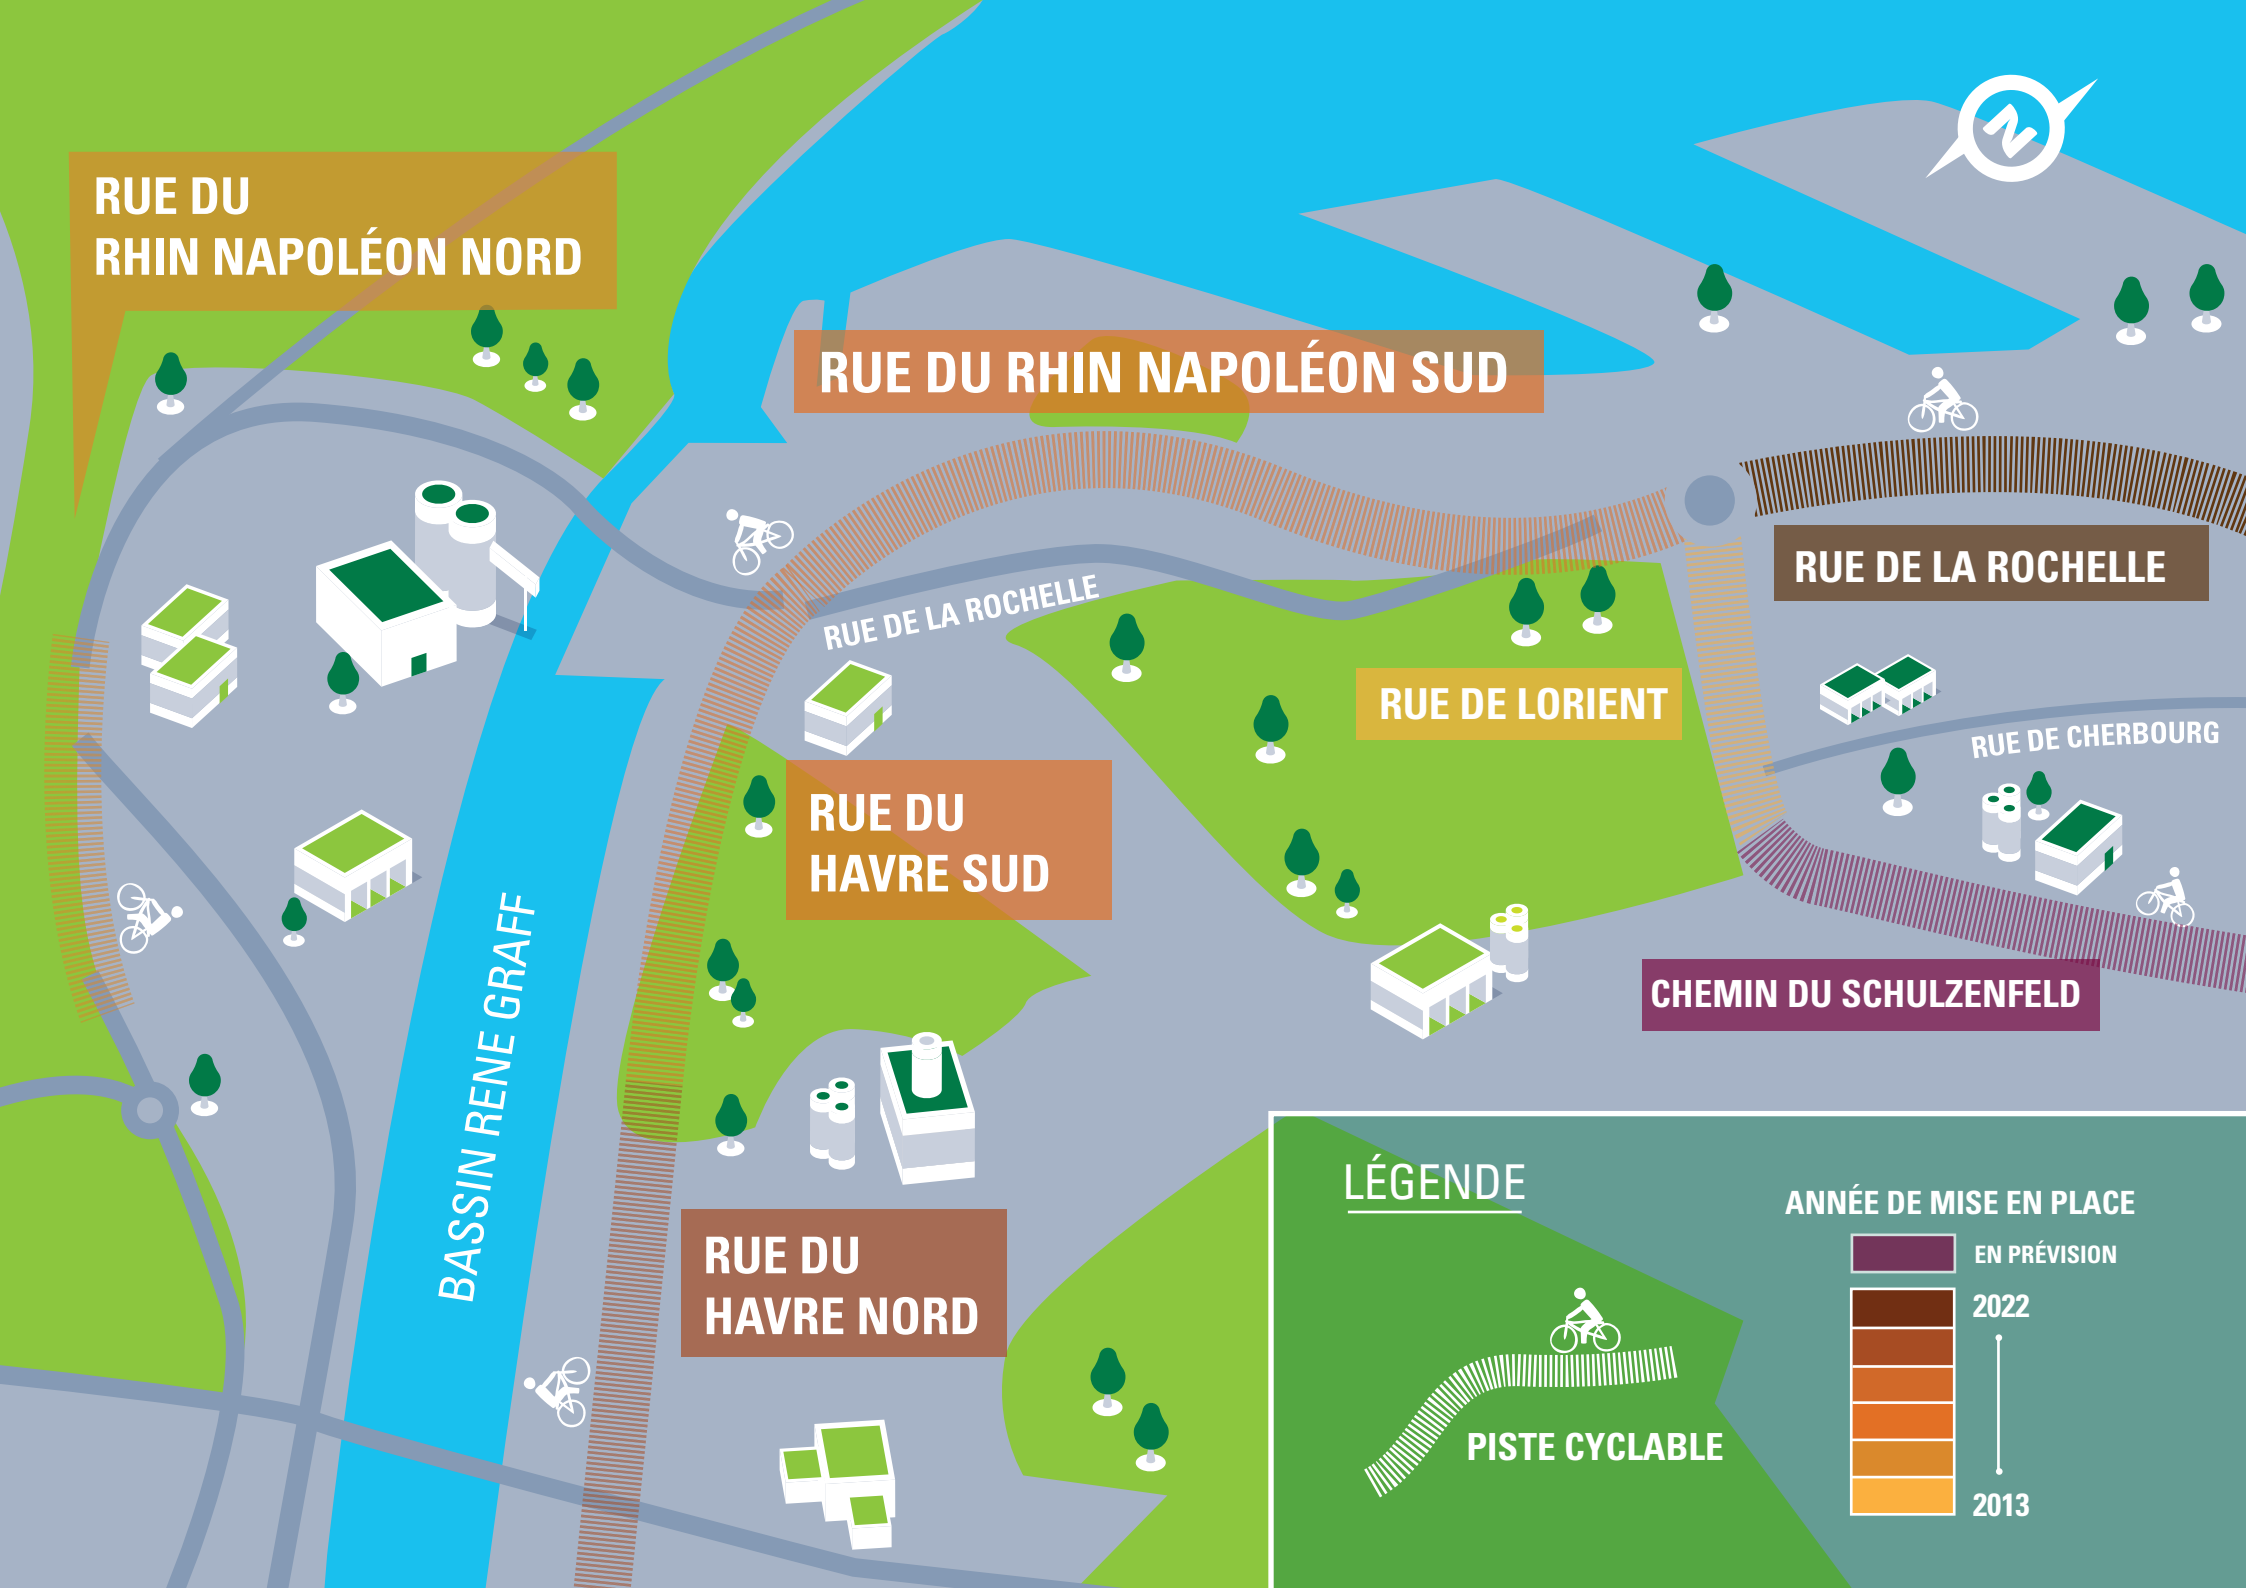 N
RUE DU
RHIN NAPOLÉON NORD
RUE DU RHIN NAPOLÉON SUD
RUE DE LA ROCHELLE
RUE DE LA ROCHELLE
RUE DE LORIENT
RUE DE CHERBOURG
RUE DU
HAVRE SUD
CHEMIN DU SCHULZENFELD
BASSIN RENE GRAFF
RUE DU
HAVRE NORD
LÉGENDE
PISTE CYCLABLE
ANNÉE DE MISE EN PLACE
EN PRÉVISION
2022
2013